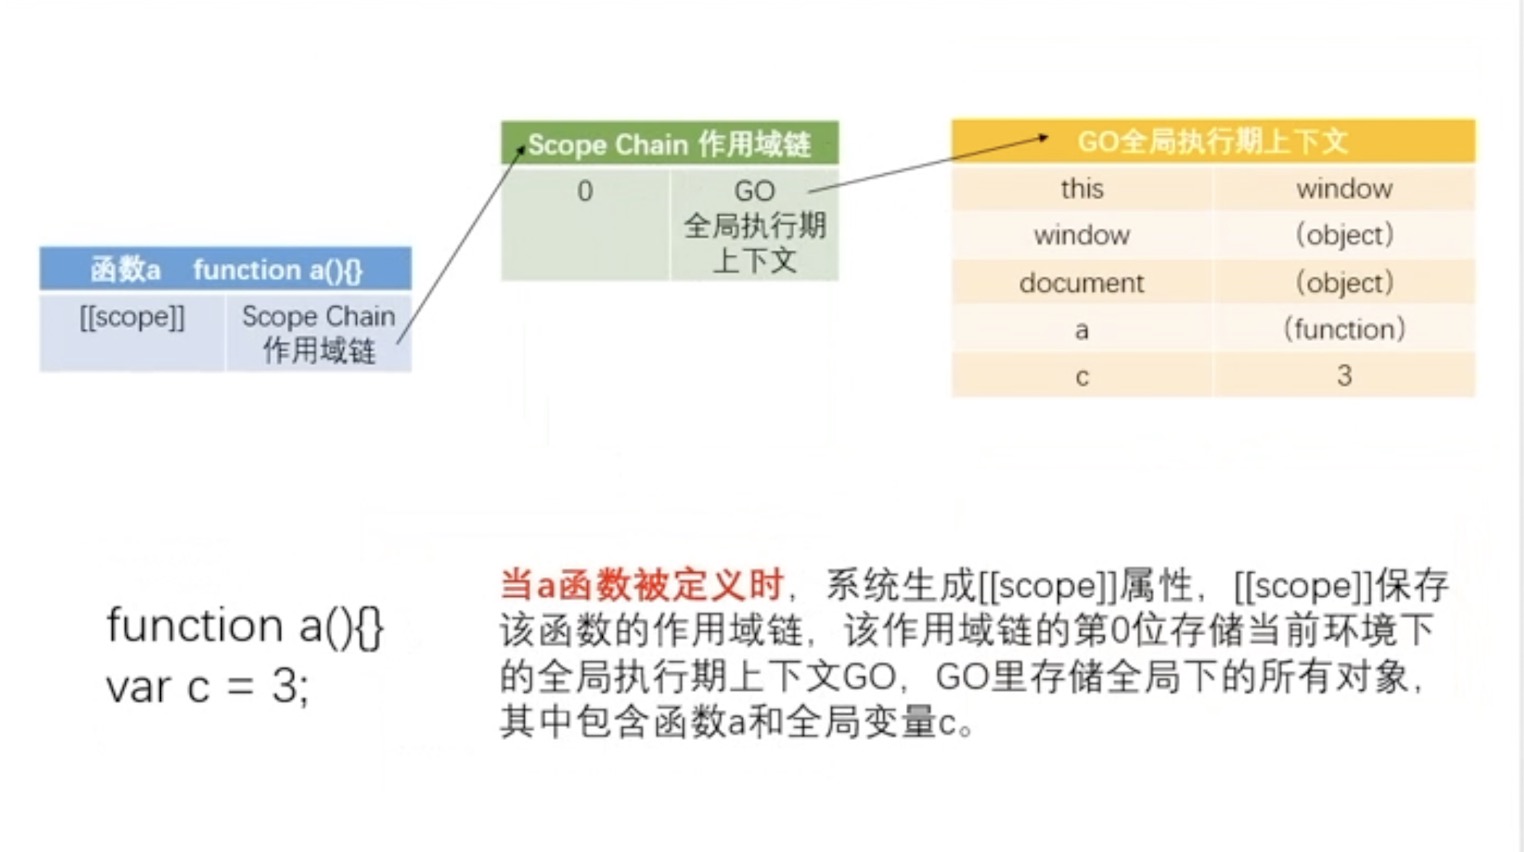 函数a function a(){}
[[scope]] Scope Chain
作用域链
Scope Chain 作用域链
0 GO
全局执行期
上下文
GO全局执行期上下文
this window
window (object)
document (object)
a (function)
c 3
function a(){}
var c = 3;
当a函数被定义时，系统生成[[scope]]属性，[[scope]]保存
该函数的作用域链，该作用域链的第0位存储当前环境下
的全局执行期上下文GO，GO里存储全局下的所有对象，
其中包含函数a和全局变量c。